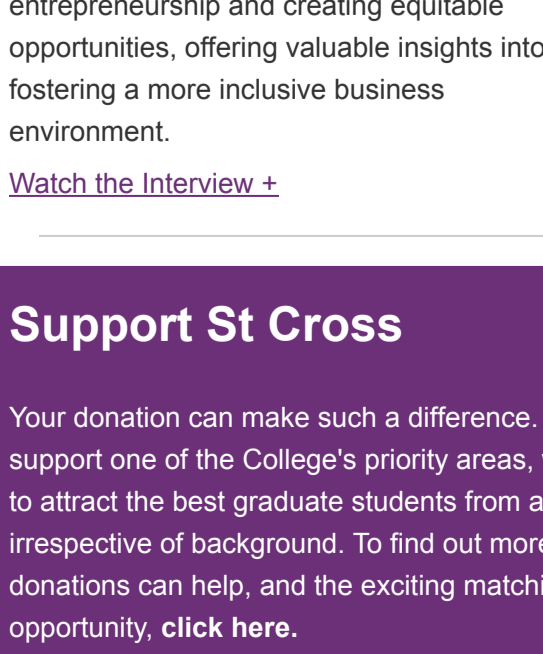 entrepreneurship and creating equitable
opportunities, offering valuable insights into
fostering a more inclusive business
environment.
Watch the Interview +
Support St Cross
Your donation can make such a difference.
support one of the College's priority areas,
to attract the best graduate students from a
irrespective of background. To find out more
donations can help, and the exciting matchi
opportunity, click here.